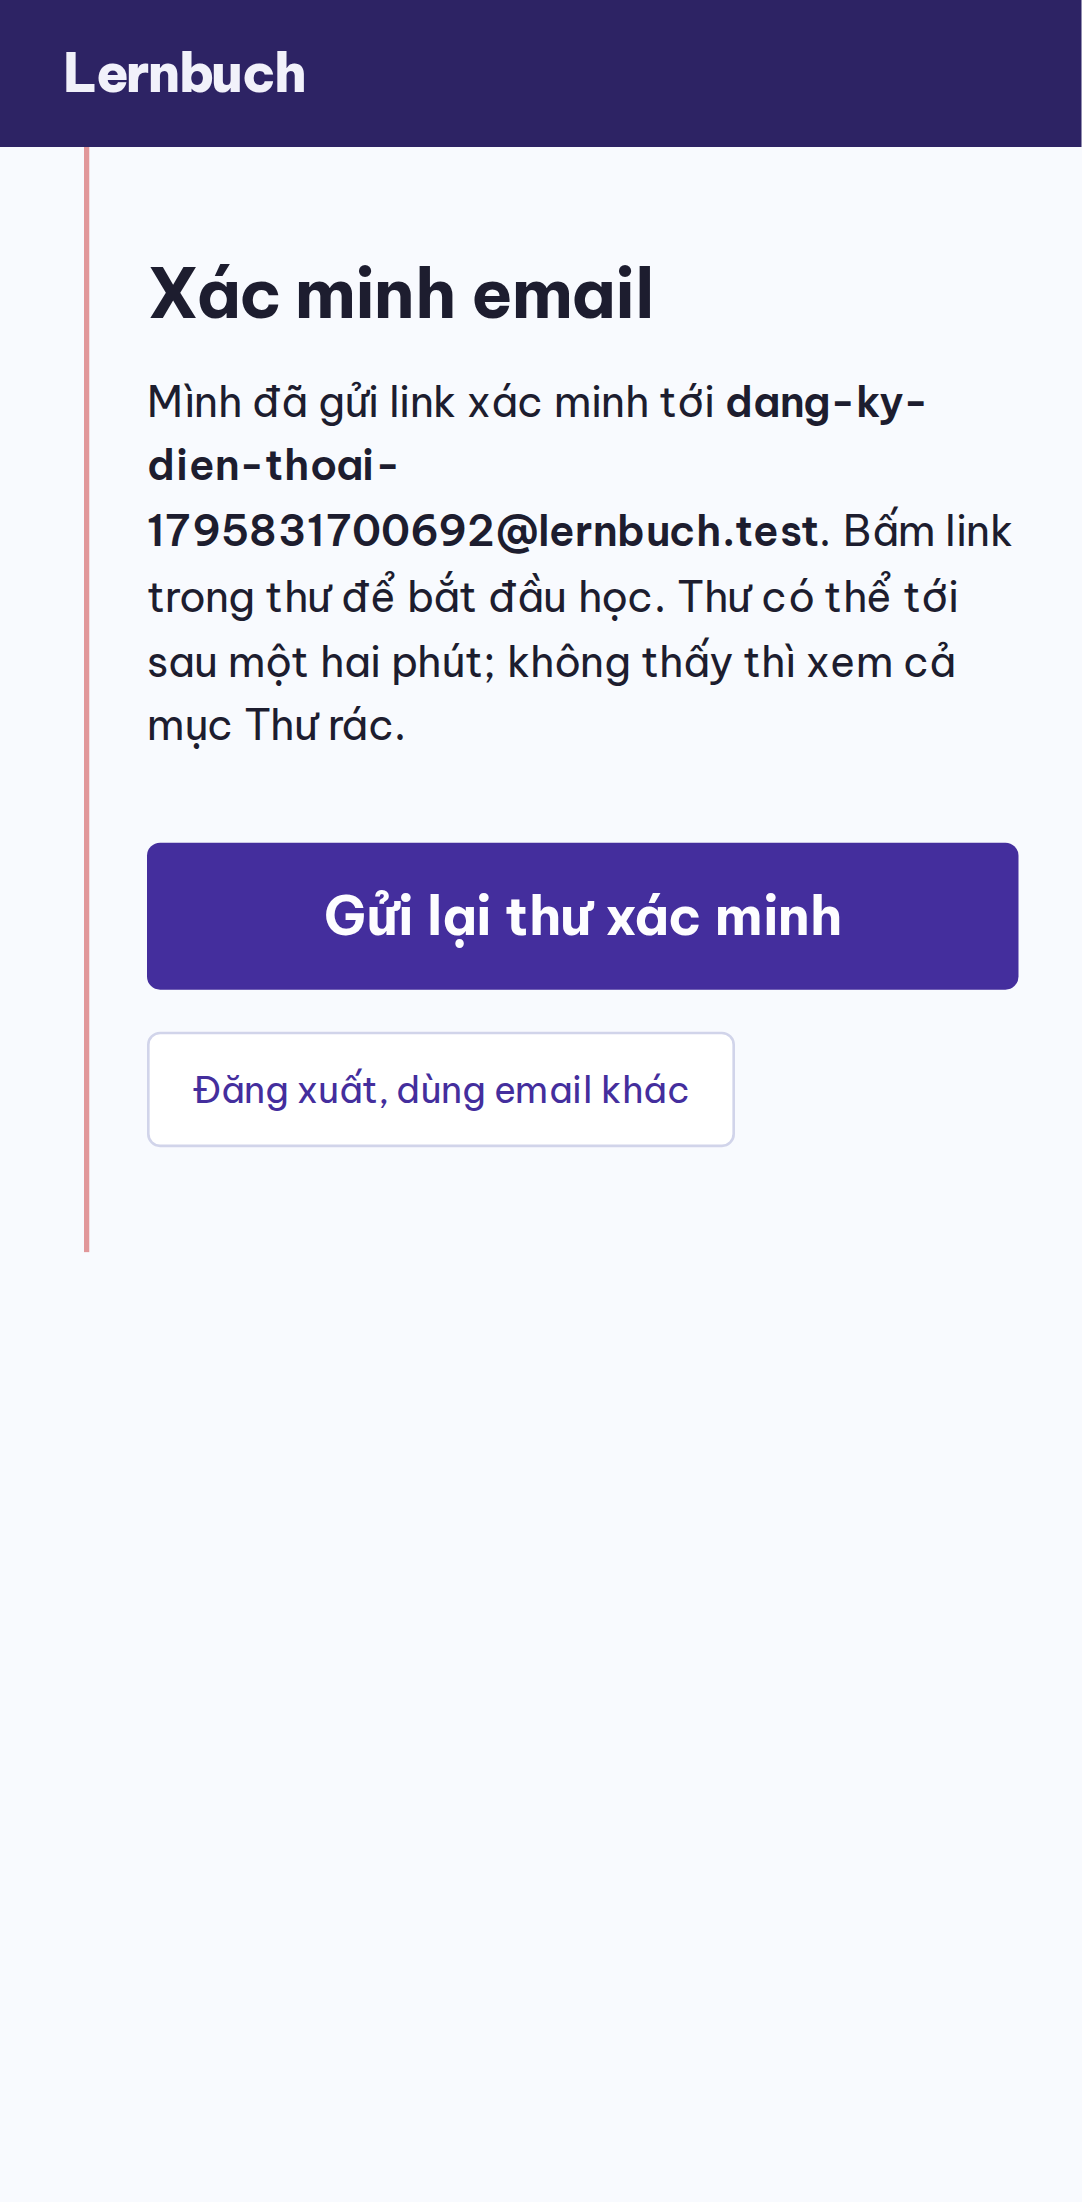 Lernbuch
Xác minh email
Mình đã gửi link xác minh tới dang-ky-
dien-thoai-
1795831700692@lernbuch.test. Bấm link
trong thư để bắt đầu học. Thư có thể tới
sau một hai phút; không thấy thì xem cả
mục Thư rác.
Gửi lại thư xác minh
Đăng xuất, dùng email khác